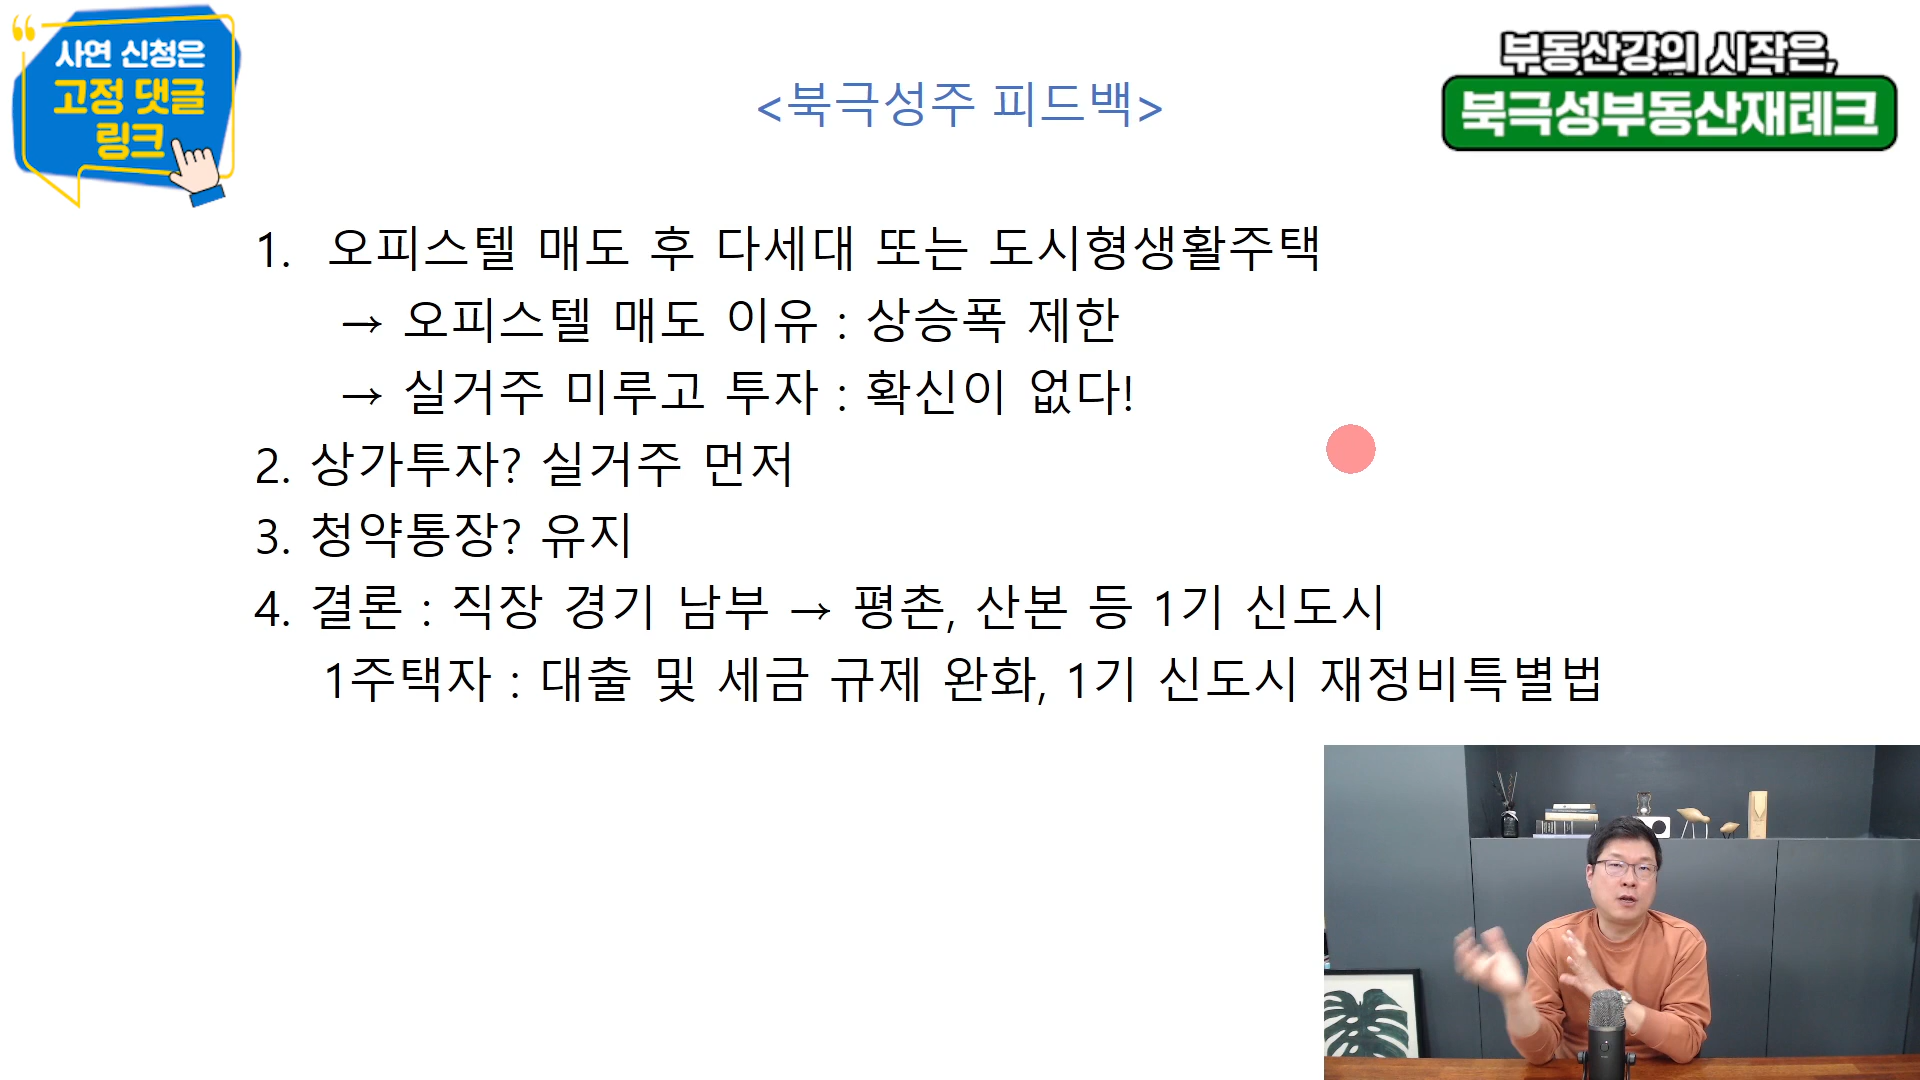 사연 신청은
고정 댓글
링크
<북극성주 피드백>
부동산강의 시작은,
북극성부동산재테크
1. 오피스텔 매도 후 다세대 또는 도시형생활주택
→ 오피스텔 매도 이유 : 상승폭 제한
→ 실거주 미루고 투자 : 확신이 없다!
2. 상가투자? 실거주 먼저
3. 청약통장? 유지
4. 결론 : 직장 경기 남부 → 평촌, 산본 등 1기 신도시
1주택자 : 대출 및 세금 규제 완화, 1기 신도시 재정비특별법